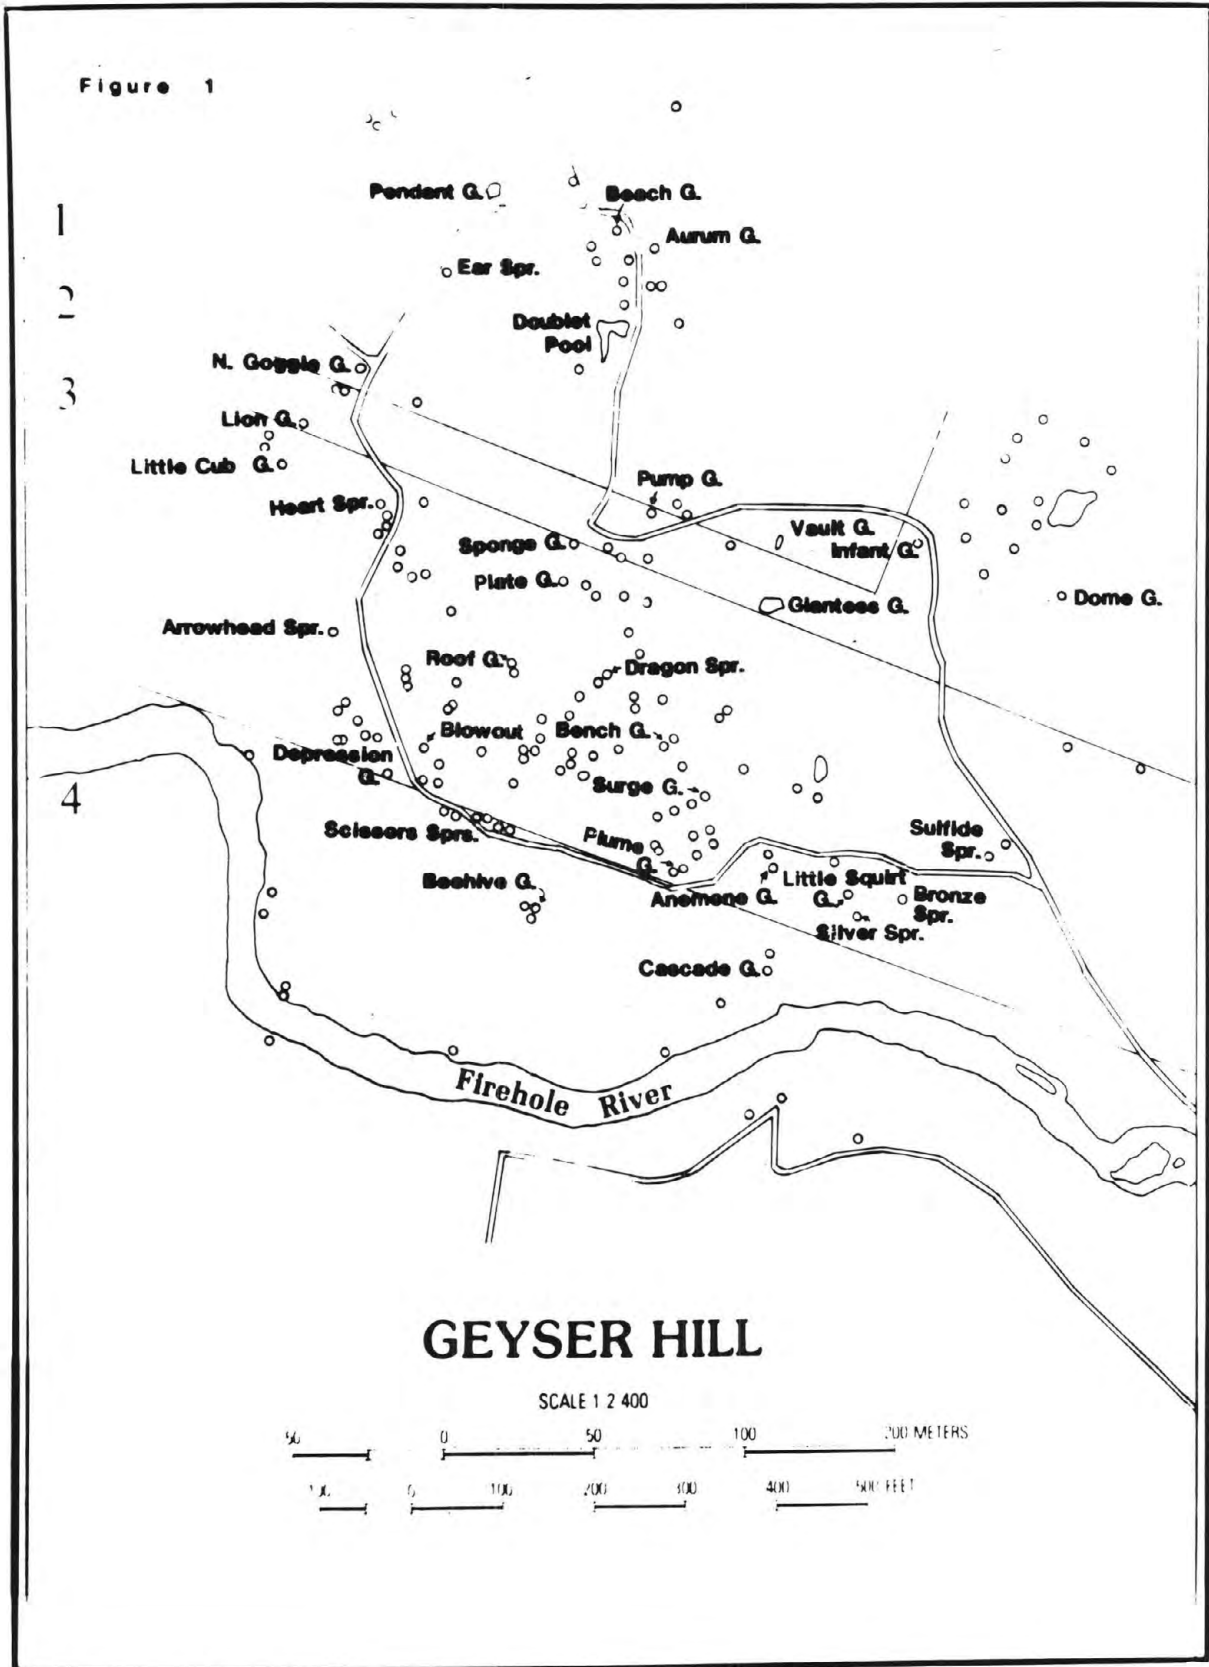 Figure 1
Pendant G.
Beach G.
1
Aurum G.
Ear Spr.
2
Doublet
Pool
N. Goggle G.
3
Lion G.
Little Cub G.
Pump G.
Heart Spr.
Vault G.
Sponge G.
Infant G.
Plate G.
Giantess G.
Dome G.
Arrowhead Spr.
Roof G.
Dragon Spr.
Blowout
Bench G.
Depression
G.
Surge G.
4
Scissors Sprs.
Plume
G.
Sulfide
Spr.
Beehive G.
Anemone G.
Little Squirt
G.
Bronze
Spr.
Silver Spr.
Cascade G.
Firehole River
GEYSER HILL
SCALE 1 2 400
50 0 50 100 200 METERS
100 0 100 200 300 400 500 FEET